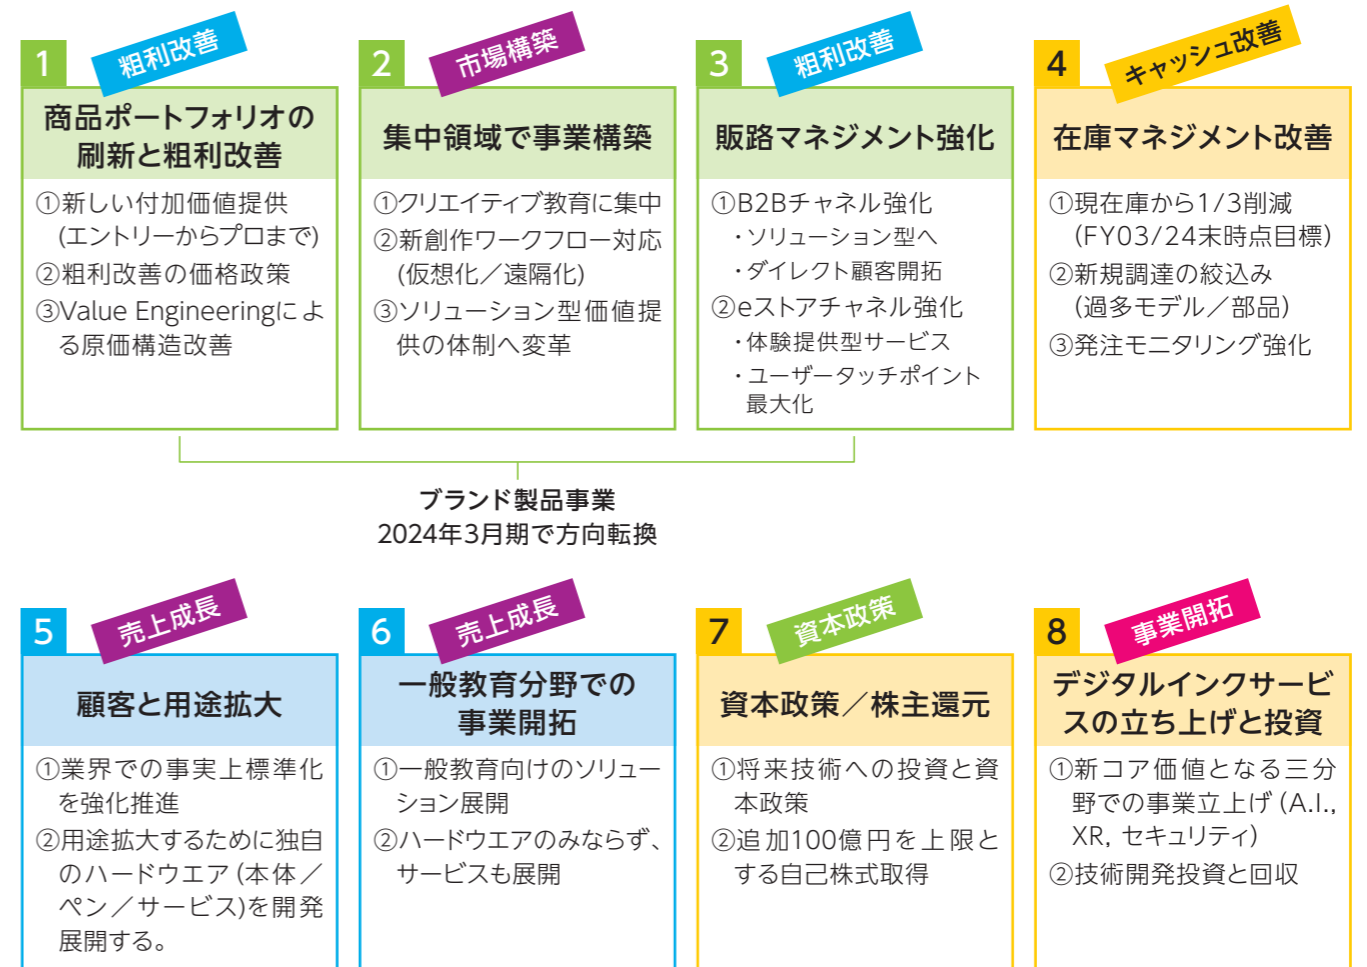 1
粗利改善
商品ポートフォリオの
刷新と粗利改善
①新しい付加価値提供
(エントリーからプロまで)
②粗利改善の価格政策
③Value Engineeringによ
る原価構造改善
2
市場構築
集中領域で事業構築
①クリエイティブ教育に集中
②新創作ワークフロー対応
(仮想化／遠隔化)
③ソリューション型価値提
供の体制へ変革
3
粗利改善
販路マネジメント強化
①B2Bチャネル強化
・ソリューション型へ
・ダイレクト顧客開拓
②eストアチャネル強化
・体験提供型サービス
・ユーザータッチポイント
最大化
4
キャッシュ改善
在庫マネジメント改善
①現在庫から1/3削減
(FY03/24末時点目標)
②新規調達の絞込み
(過多モデル／部品)
③発注モニタリング強化
ブランド製品事業
2024年3月期で方向転換
5
売上成長
顧客と用途拡大
①業界での事実上標準化
を強化推進
②用途拡大するために独自
のハードウエア(本体／
ペン／サービス)を開発
展開する。
6
売上成長
一般教育分野での
事業開拓
①一般教育向けのソリュー
ション展開
②ハードウエアのみならず、
サービスも展開
7
資本政策
資本政策／株主還元
①将来技術への投資と資
本政策
②追加100億円を上限と
する自己株式取得
8
事業開拓
デジタルインクサービ
スの立ち上げと投資
①新コア価値となる三分
野での事業立上げ(A.I.,
XR, セキュリティ)
②技術開発投資と回収